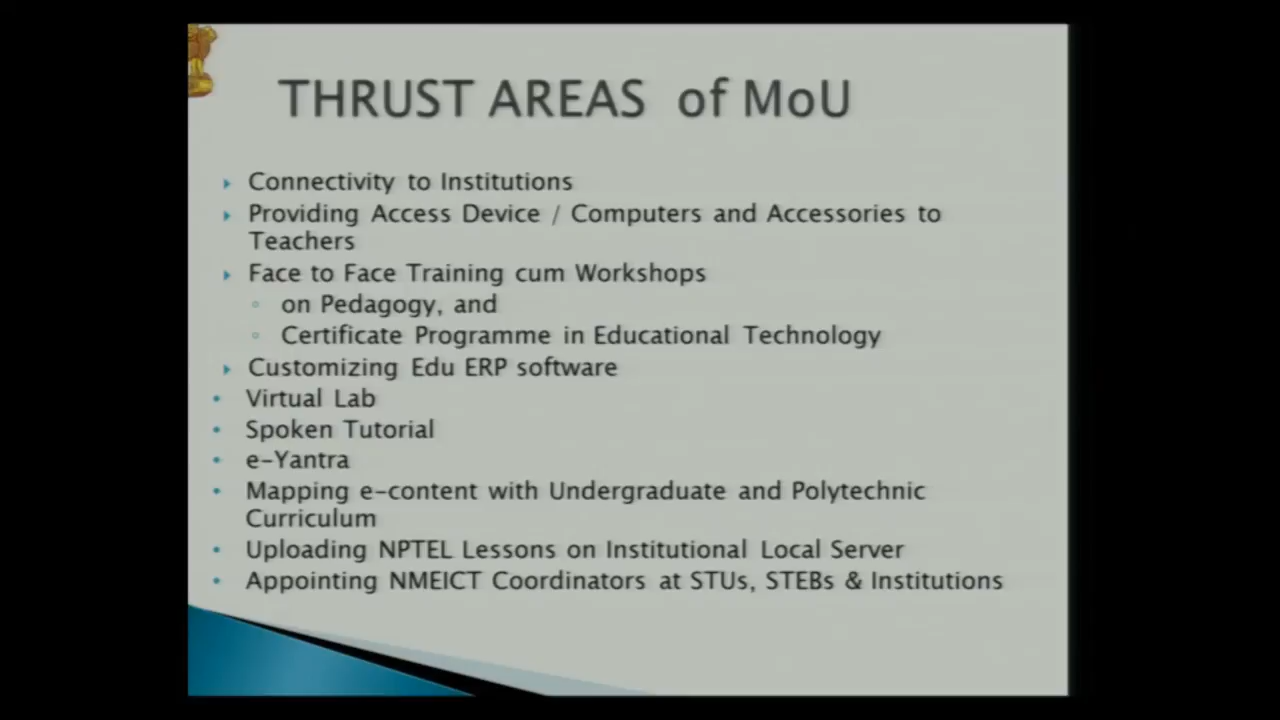 THRUST AREAS of MoU
Connectivity to Institutions
Providing Access Device / Computers and Accessories to
Teachers
Face to Face Training cum Workshops
on Pedagogy, and
Certificate Programme in Educational Technology
Customizing Edu ERP software
Virtual Lab
Spoken Tutorial
e-Yantra
Mapping e-content with Undergraduate and Polytechnic
Curriculum
Uploading NPTEL Lessons on Institutional Local Server
Appointing NMEICT Coordinators at STUs, STEBs & Institutions